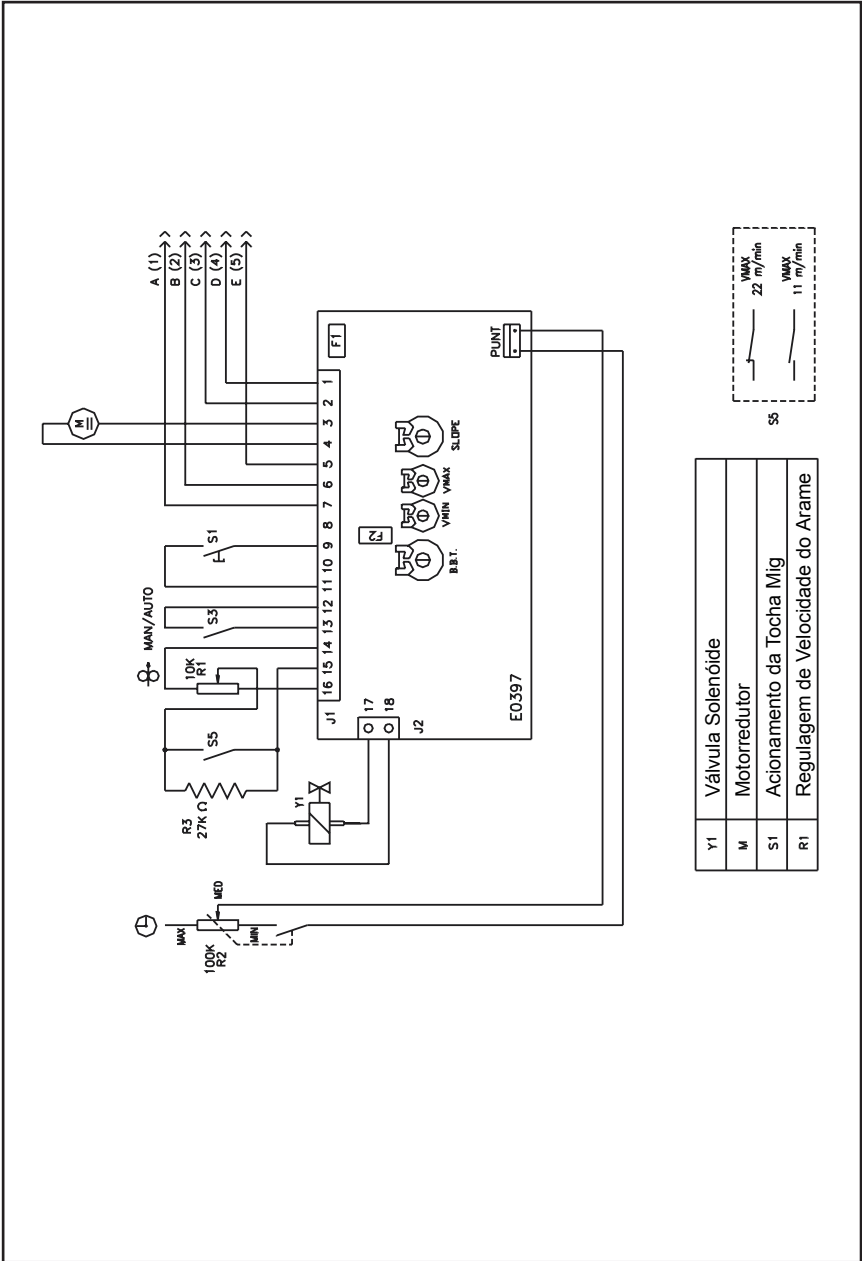 A (1)
B (2)
C (3)
D (4)
E (5)
M
S1
MAN/AUTO
S3
10K
R1
S5
R3
27K Ω
F1
1
2
3
4
5
6
7
8
9
10
11
12
13
14
15
16
J1
PUNT
SLOPE
VMAX
VMIN
F2
B.B.T.
17
18
J2
E0397
Y1
MAX
MED
MIN
100K
R2
VMAX
22 m/min
VMAX
11 m/min
S5
Y1 Válvula Solenóide
M Motorredutor
S1 Acionamento da Tocha Mig
R1 Regulagem de Velocidade do Arame